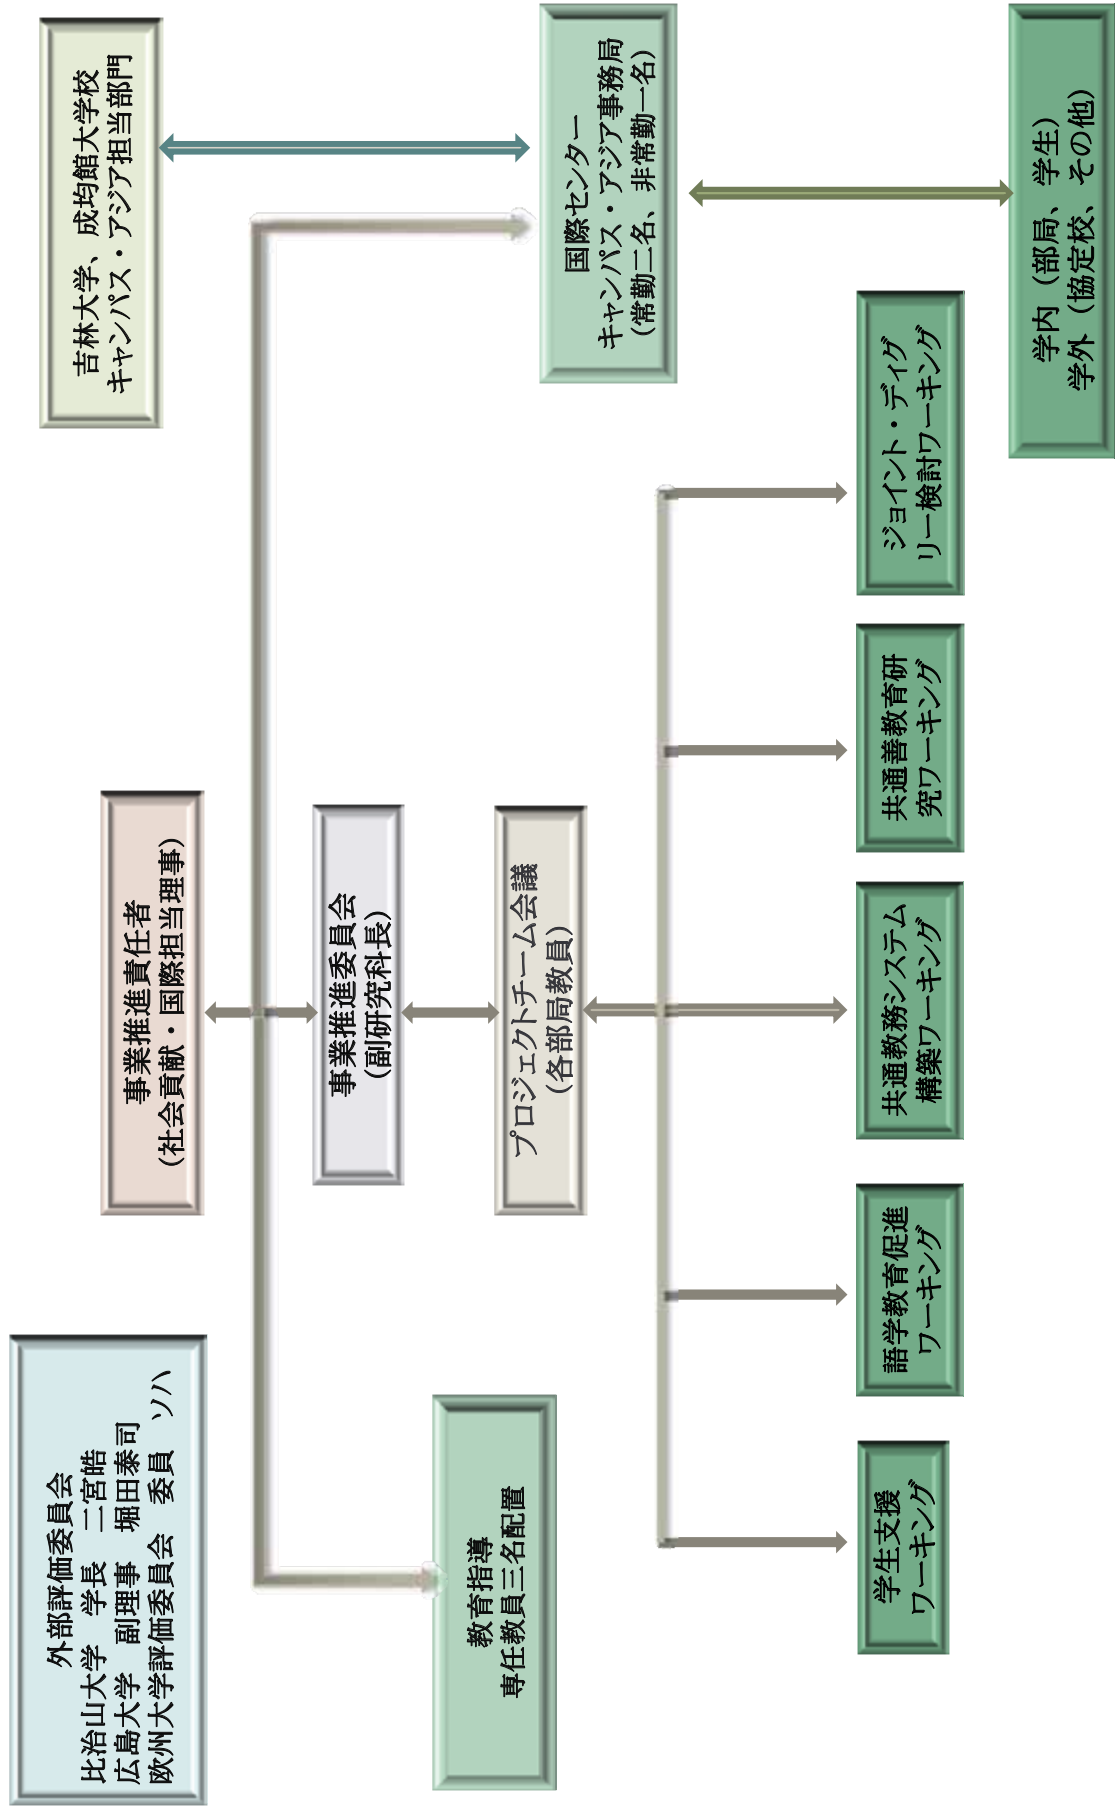 外部評価委員会
比治山大学　学長　二宮皓
広島大学　副理事　堀田泰司
欧州大学評価委員会　委員　ソハ
事業推進責任者
（社会貢献・国際担当理事）
吉林大学、成均館大学校
キャンパス・アジア担当部門
事業推進委員会
（副研究科長）
教育指導
専任教員三名配置
プロジェクトチーム会議
（各部局教員）
国際センター
キャンパス・アジア事務局
（常勤二名、非常勤一名）
学生支援
ワーキング
語学教育促進
ワーキング
共通教務システム
構築ワーキング
共通善教育研
究ワーキング
ジョイント・ディグ
リー検討ワーキング
学内（部局、学生）
学外（協定校、その他）